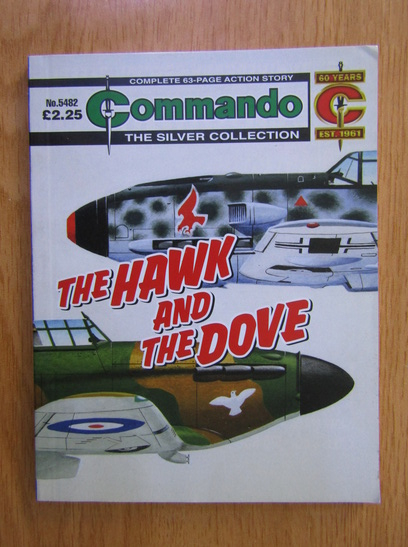 COMPLETE 63-PAGE ACTION STORY
No.5482
£2.25
Commando
THE SILVER COLLECTION
60 YEARS
C
EST. 1961
THE HAWK
AND
THE DOVE